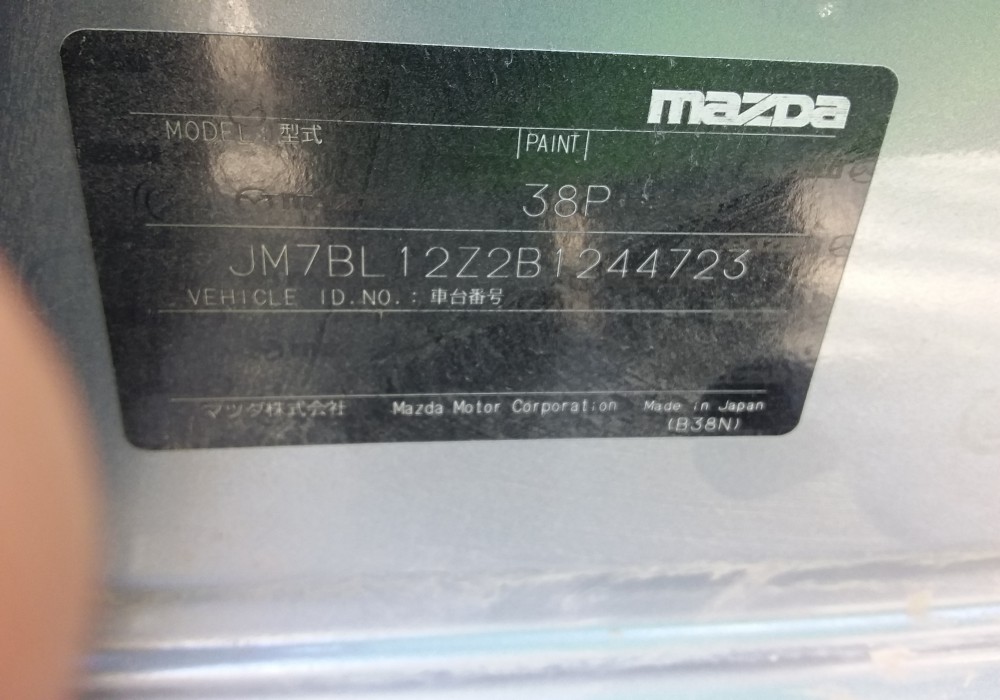 mazda
MODEL : 型式 PAINT
38P
JM7BL12Z2B1244723
VEHICLE ID.NO. : 車台番号
マツダ株式会社 Mazda Motor Corporation Made in Japan
(B38N)